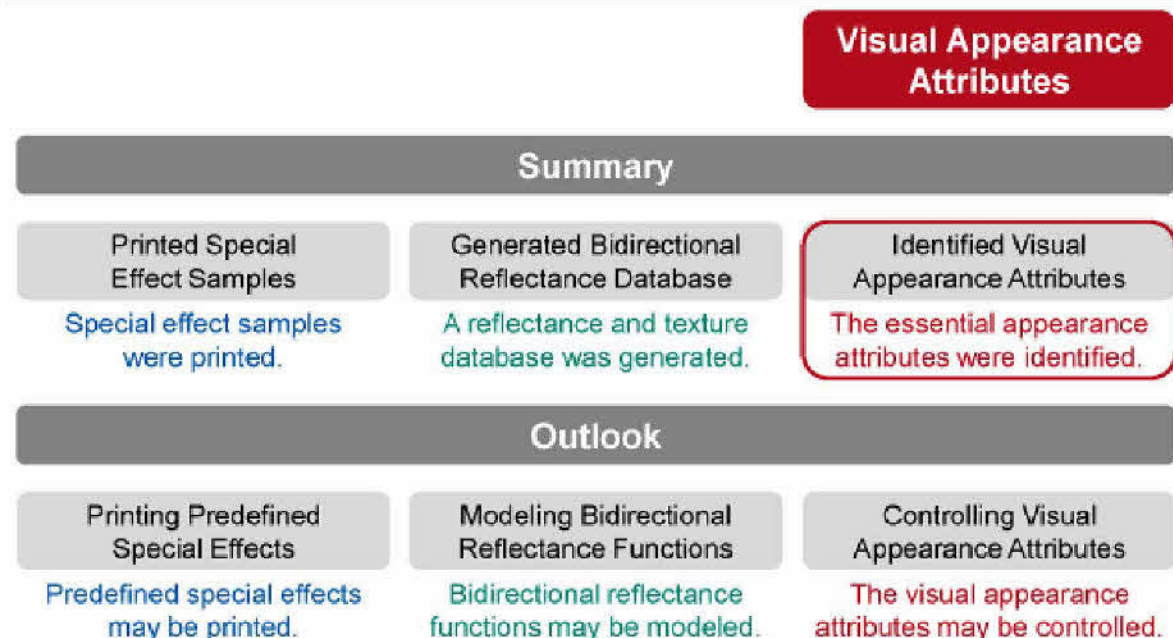 Visual Appearance
Attributes
Summary
Printed Special
Effect Samples
Special effect samples
were printed.
Generated Bidirectional
Reflectance Database
A reflectance and texture
database was generated.
Identified Visual
Appearance Attributes
The essential appearance
attributes were identified.
Outlook
Printing Predefined
Special Effects
Predefined special effects
may be printed.
Modeling Bidirectional
Reflectance Functions
Bidirectional reflectance
functions may be modeled.
Controlling Visual
Appearance Attributes
The visual appearance
attributes may be controlled.